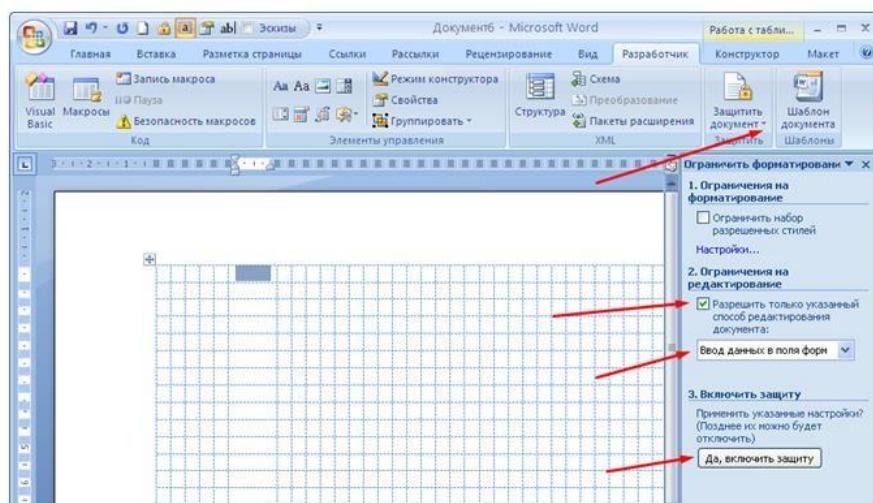 ab| Эскизы
Документ6 - Microsoft Word
Работа с табли...
Главная Вставка Разметка страницы Ссылки Рассылки Рецензирование Вид Разработчик Конструктор Макет
Visual Basic
Макросы
Запись макроса
Пауза
Безопасность макросов
Код
Aa Aa
Режим конструктора
Свойства
Группировать
Элементы управления
Структура
Схема
Преобразование
Пакеты расширения
XML
Защитить
документ
Защитить
Шаблон
документа
Шаблоны
Ограничить форматировани
1. Ограничения на
форматирование
Ограничить набор
разрешенных стилей
Настройки...
2. Ограничения на
редактирование
Разрешить только указанный
способ редактирования
документа:
Ввод данных в поля форм
3. Включить защиту
Применить указанные настройки?
(Позднее их можно будет
отключить)
Да, включить защиту